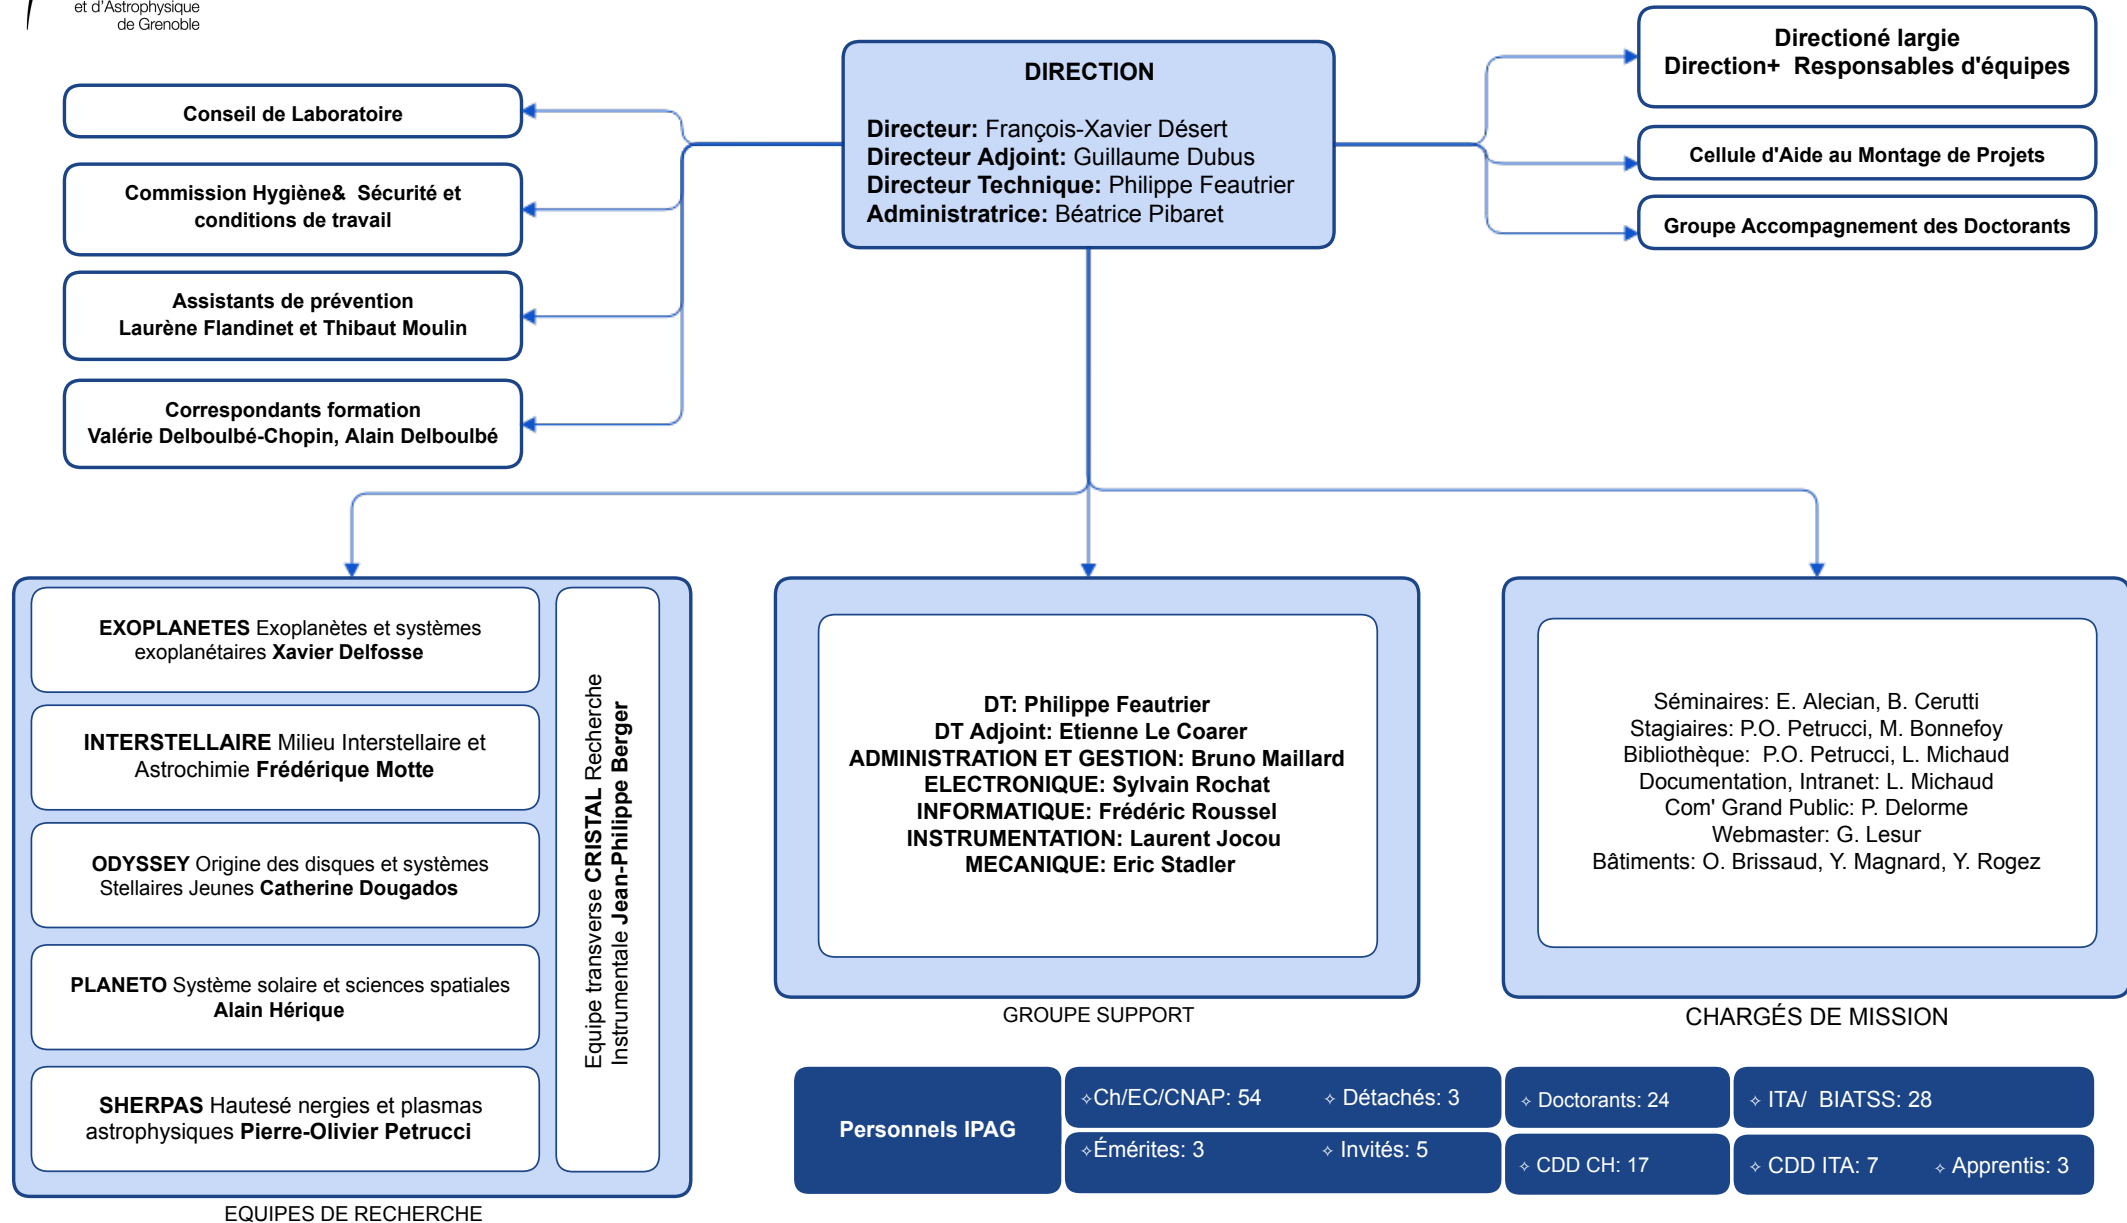 et d'Astrophysique
de Grenoble
DIRECTION
Directeur: François-Xavier Désert
Directeur Adjoint: Guillaume Dubus
Directeur Technique: Philippe Feautrier
Administratrice: Béatrice Pibaret
Directioné largie
Direction+ Responsables d'équipes
Cellule d'Aide au Montage de Projets
Groupe Accompagnement des Doctorants
Conseil de Laboratoire
Commission Hygiène& Sécurité et
conditions de travail
Assistants de prévention
Laurène Flandinet et Thibaut Moulin
Correspondants formation
Valérie Delboulbé-Chopin, Alain Delboulbé
EXOPLANETES Exoplanètes et systèmes
exoplanétaires Xavier Delfosse
INTERSTELLAIRE Milieu Interstellaire et
Astrochimie Frédérique Motte
ODYSSEY Origine des disques et systèmes
Stellaires Jeunes Catherine Dougados
PLANETO Système solaire et sciences spatiales
Alain Hérique
SHERPAS Hautesé nergies et plasmas
astrophysiques Pierre-Olivier Petrucci
Equipe transverse CRISTAL Recherche
Instrumentale Jean-Philippe Berger
EQUIPES DE RECHERCHE
DT: Philippe Feautrier
DT Adjoint: Etienne Le Coarer
ADMINISTRATION ET GESTION: Bruno Maillard
ELECTRONIQUE: Sylvain Rochat
INFORMATIQUE: Frédéric Roussel
INSTRUMENTATION: Laurent Jocou
MECANIQUE: Eric Stadler
GROUPE SUPPORT
Séminaires: E. Alecian, B. Cerutti
Stagiaires: P.O. Petrucci, M. Bonnefoy
Bibliothèque: P.O. Petrucci, L. Michaud
Documentation, Intranet: L. Michaud
Com' Grand Public: P. Delorme
Webmaster: G. Lesur
Bâtiments: O. Brissaud, Y. Magnard, Y. Rogez
CHARGÉS DE MISSION
Personnels IPAG
✧Ch/EC/CNAP: 54 ✧ Détachés: 3
✧Émérites: 3 ✧ Invités: 5
✧ Doctorants: 24
✧ CDD CH: 17
✧ ITA/ BIATSS: 28
✧ CDD ITA: 7 ✧ Apprentis: 3